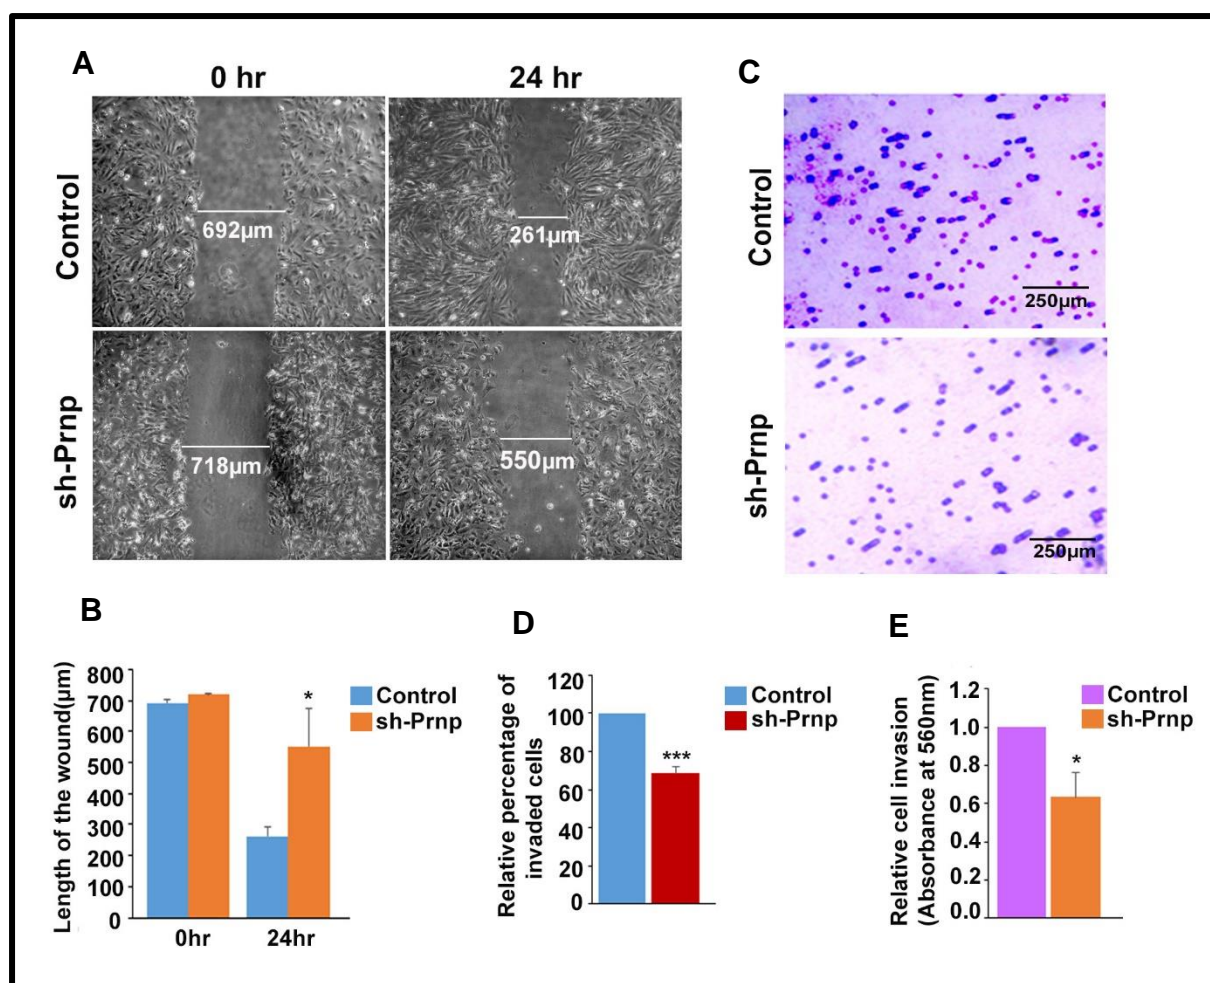 A
0 hr
24 hr
C
Control
692µm
261µm
Control
250µm
sh-Prnp
718µm
550µm
sh-Prnp
250µm
B
Length of the wound(µm)
800
700
600
500
400
300
200
100
0
*
0hr
24hr
Control
sh-Prnp
D
Relative percentage of
invaded cells
120
100
80
60
40
20
0
***
Control
sh-Prnp
E
Relative cell invasion
(Absorbance at 560nm)
1.2
1.0
0.8
0.6
0.4
0.2
0.0
*
Control
sh-Prnp